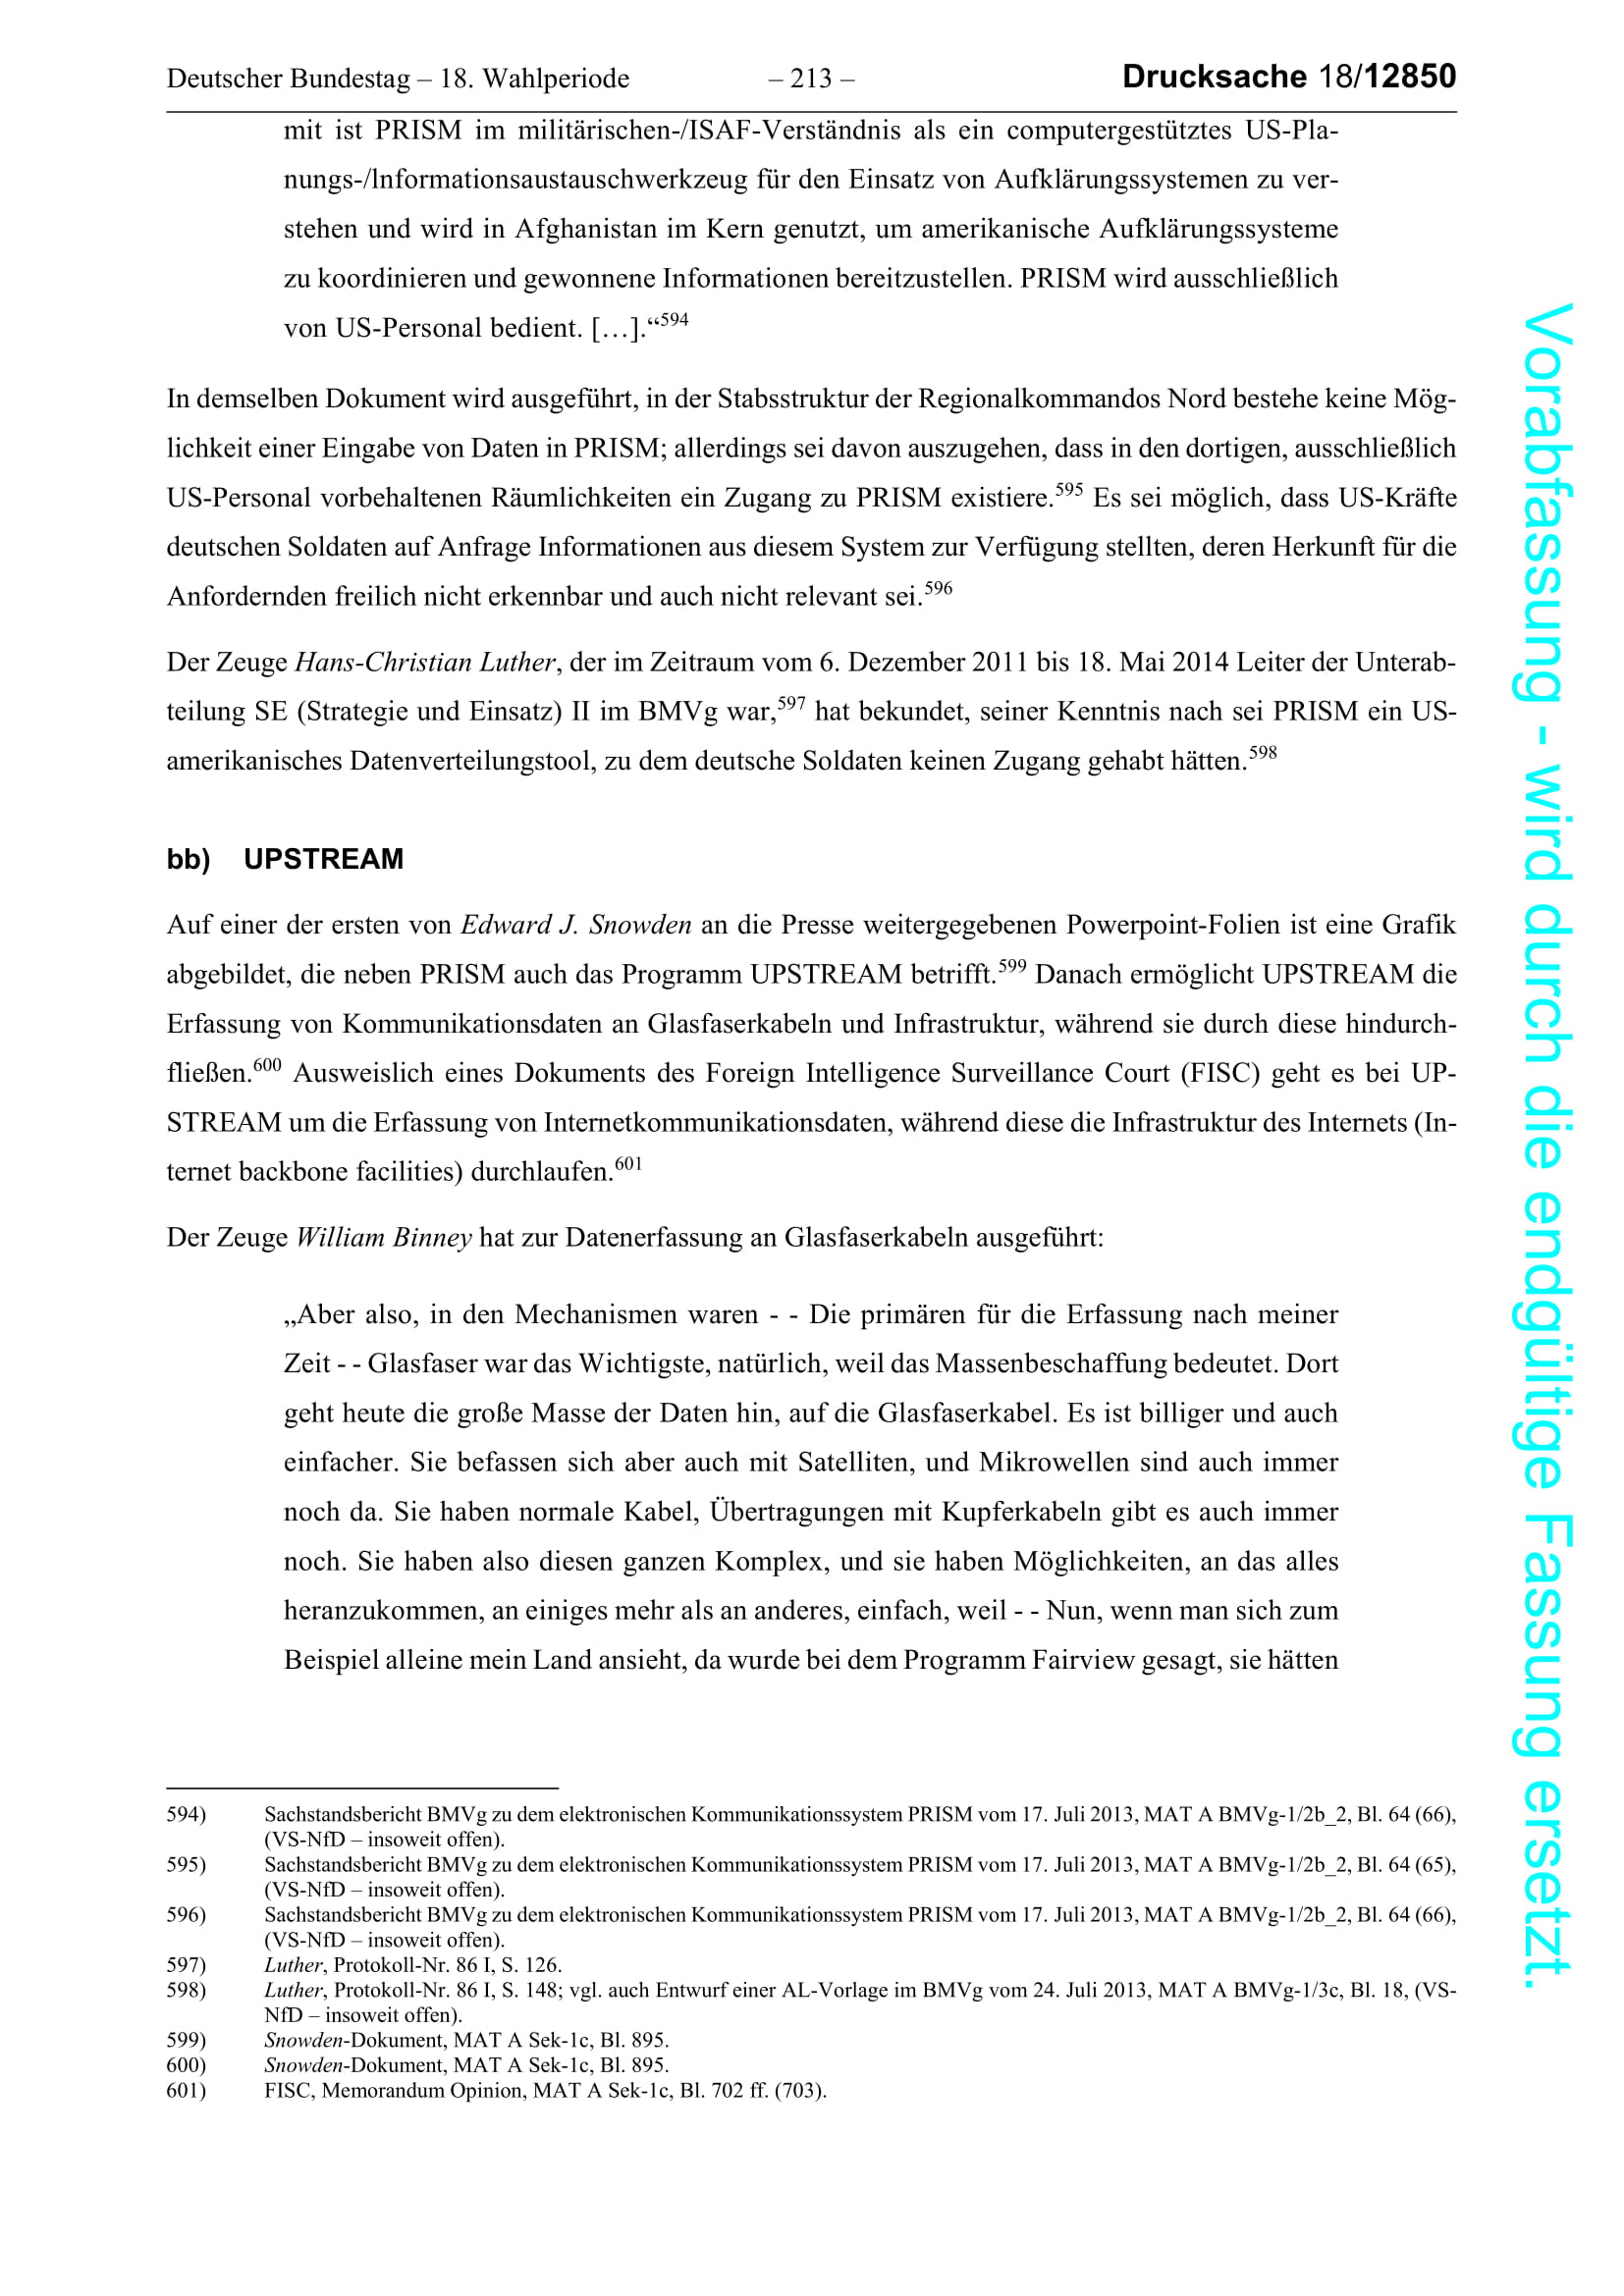 Deutscher Bundestag – 18. Wahlperiode – 213 – Drucksache 18/12850
mit ist PRISM im militärischen-/ISAF-Verständnis als ein computergestütztes US-Pla-
nungs-/lnformationsaustauschwerkzeug für den Einsatz von Aufklärungssystemen zu ver-
stehen und wird in Afghanistan im Kern genutzt, um amerikanische Aufklärungssysteme
zu koordinieren und gewonnene Informationen bereitzustellen. PRISM wird ausschließlich
von US-Personal bedient. […].“594
In demselben Dokument wird ausgeführt, in der Stabsstruktur der Regionalkommandos Nord bestehe keine Mög-
lichkeit einer Eingabe von Daten in PRISM; allerdings sei davon auszugehen, dass in den dortigen, ausschließlich
US-Personal vorbehaltenen Räumlichkeiten ein Zugang zu PRISM existiere.595 Es sei möglich, dass US-Kräfte
deutschen Soldaten auf Anfrage Informationen aus diesem System zur Verfügung stellten, deren Herkunft für die
Anfordernden freilich nicht erkennbar und auch nicht relevant sei.596
Der Zeuge Hans-Christian Luther, der im Zeitraum vom 6. Dezember 2011 bis 18. Mai 2014 Leiter der Unterab-
teilung SE (Strategie und Einsatz) II im BMVg war,597 hat bekundet, seiner Kenntnis nach sei PRISM ein US-
amerikanisches Datenverteilungstool, zu dem deutsche Soldaten keinen Zugang gehabt hätten.598
bb) UPSTREAM
Auf einer der ersten von Edward J. Snowden an die Presse weitergegebenen Powerpoint-Folien ist eine Grafik
abgebildet, die neben PRISM auch das Programm UPSTREAM betrifft.599 Danach ermöglicht UPSTREAM die
Erfassung von Kommunikationsdaten an Glasfaserkabeln und Infrastruktur, während sie durch diese hindurch-
fließen.600 Ausweislich eines Dokuments des Foreign Intelligence Surveillance Court (FISC) geht es bei UP-
STREAM um die Erfassung von Internetkommunikationsdaten, während diese die Infrastruktur des Internets (In-
ternet backbone facilities) durchlaufen.601
Der Zeuge William Binney hat zur Datenerfassung an Glasfaserkabeln ausgeführt:
„Aber also, in den Mechanismen waren - - Die primären für die Erfassung nach meiner
Zeit - - Glasfaser war das Wichtigste, natürlich, weil das Massenbeschaffung bedeutet. Dort
geht heute die große Masse der Daten hin, auf die Glasfaserkabel. Es ist billiger und auch
einfacher. Sie befassen sich aber auch mit Satelliten, und Mikrowellen sind auch immer
noch da. Sie haben normale Kabel, Übertragungen mit Kupferkabeln gibt es auch immer
noch. Sie haben also diesen ganzen Komplex, und sie haben Möglichkeiten, an das alles
heranzukommen, an einiges mehr als an anderes, einfach, weil - - Nun, wenn man sich zum
Beispiel alleine mein Land ansieht, da wurde bei dem Programm Fairview gesagt, sie hätten
594) Sachstandsbericht BMVg zu dem elektronischen Kommunikationssystem PRISM vom 17. Juli 2013, MAT A BMVg-1/2b_2, Bl. 64 (66),
(VS-NfD – insoweit offen).
595) Sachstandsbericht BMVg zu dem elektronischen Kommunikationssystem PRISM vom 17. Juli 2013, MAT A BMVg-1/2b_2, Bl. 64 (65),
(VS-NfD – insoweit offen).
596) Sachstandsbericht BMVg zu dem elektronischen Kommunikationssystem PRISM vom 17. Juli 2013, MAT A BMVg-1/2b_2, Bl. 64 (66),
(VS-NfD – insoweit offen).
597) Luther, Protokoll-Nr. 86 I, S. 126.
598) Luther, Protokoll-Nr. 86 I, S. 148; vgl. auch Entwurf einer AL-Vorlage im BMVg vom 24. Juli 2013, MAT A BMVg-1/3c, Bl. 18, (VS-
NfD – insoweit offen).
599) Snowden-Dokument, MAT A Sek-1c, Bl. 895.
600) Snowden-Dokument, MAT A Sek-1c, Bl. 895.
601) FISC, Memorandum Opinion, MAT A Sek-1c, Bl. 702 ff. (703).
Vorabfassung - wird durch die endgültige Fassung ersetzt.